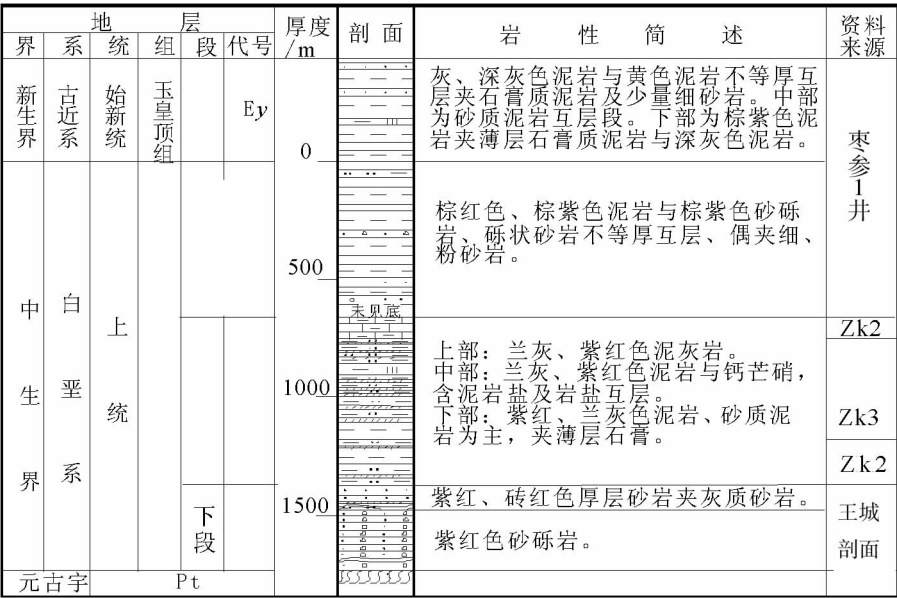 地 层
厚度/m
剖面
岩 性 简 述
资料来源
界 系 统 组 段 代号
新生界
古近系
始新统
玉皇顶组
Ey
灰、深灰色泥岩与黄色泥岩不等厚互
层夹石膏质泥岩及少量细砂岩。中部
为砂质泥岩互层段。下部为棕紫色泥
岩夹薄层石膏质泥岩与深灰色泥岩。
枣参1井
0
中生界
白垩系
上统
棕红色、棕紫色泥岩与棕紫色砂砾
岩、砾状砂岩不等厚互层、偶夹细、
粉砂岩。
500
未见底
Zk2
上部：兰灰、紫红色泥灰岩。
中部：兰灰、紫红色泥岩与钙芒硝，
含泥岩盐及岩盐互层。
下部：紫红、兰灰色泥岩、砂质泥
岩为主，夹薄层石膏。
1000
Zk3
Zk2
下段
1500
紫红、砖红色厚层砂岩夹灰质砂岩。
紫红色砂砾岩。
王城
剖面
元古宇
Pt